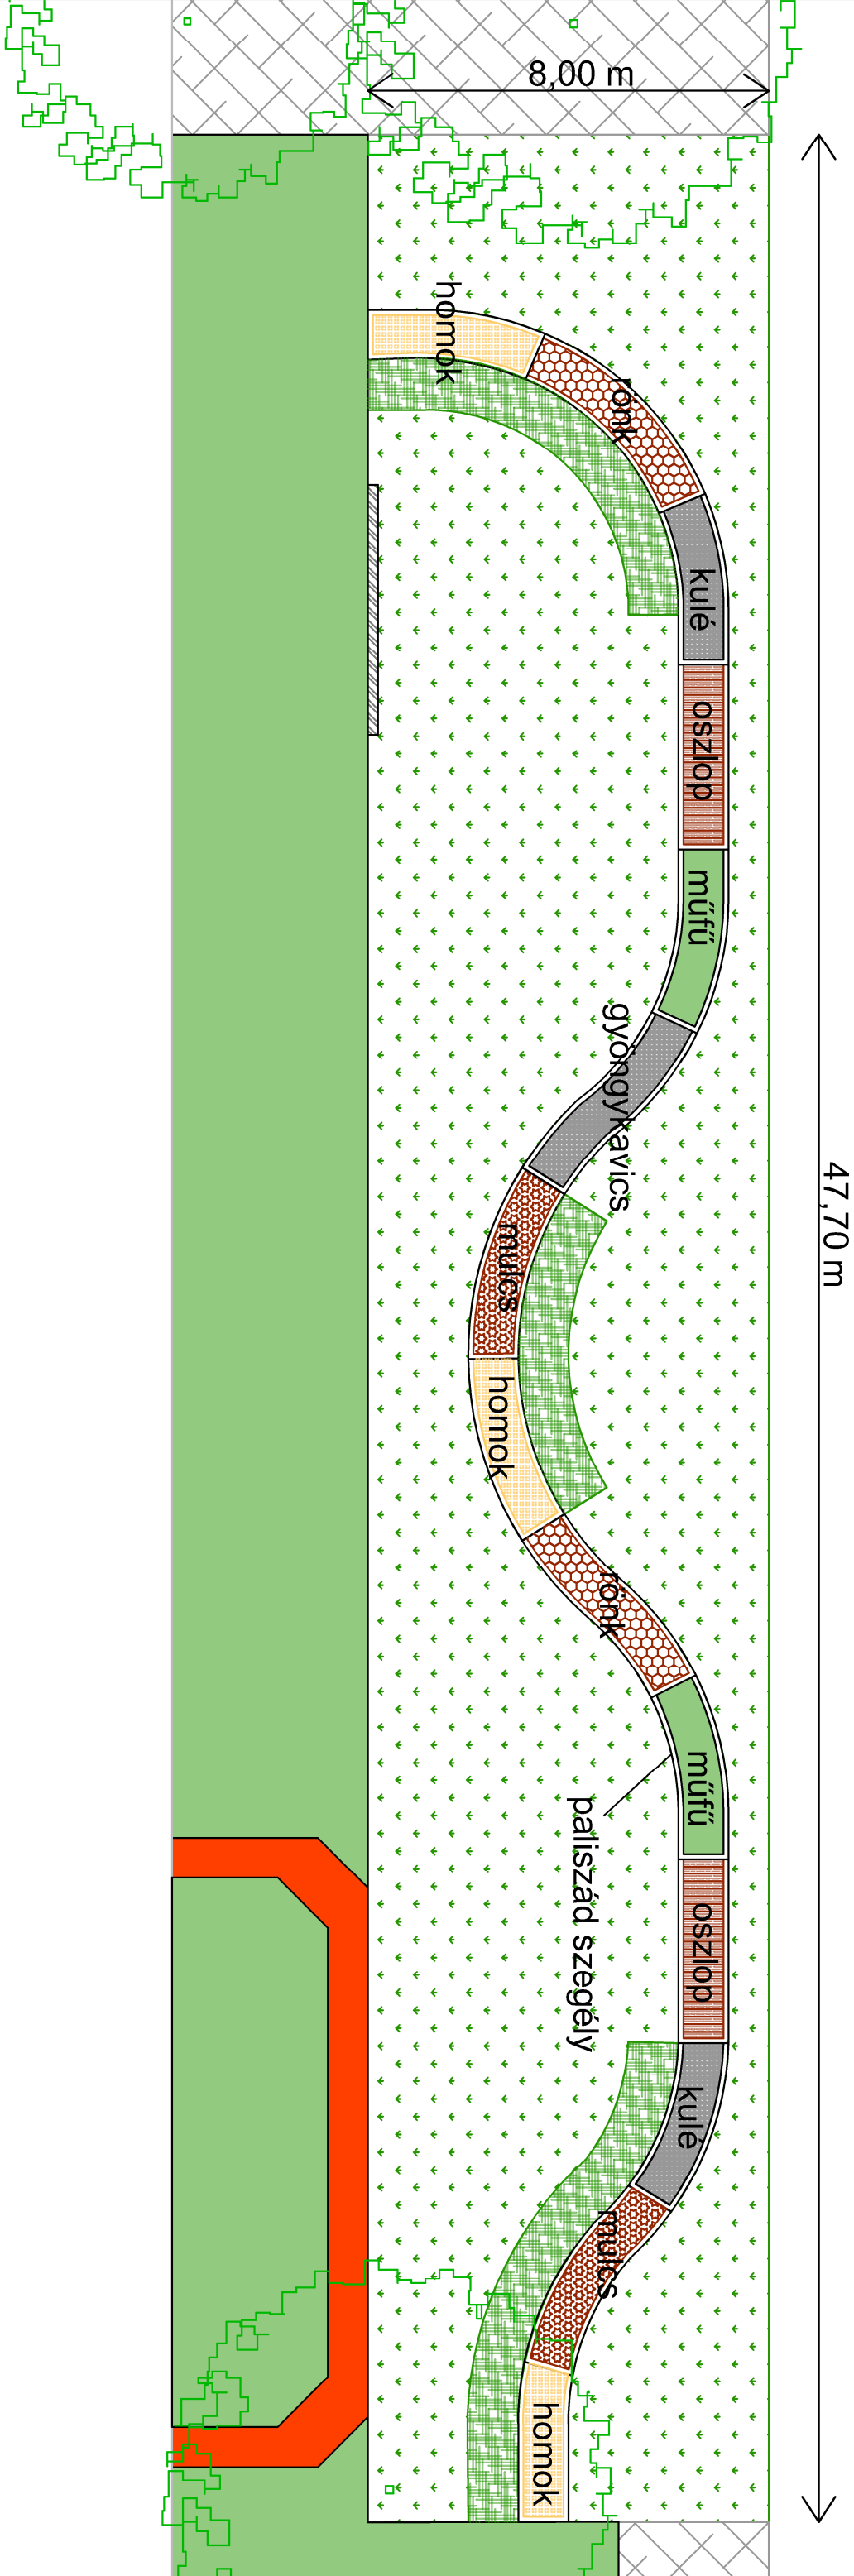 8,00 m
homok
rönk
kulé
oszlop
műfű
gyöngykavics
47,70 m
mulcs
homok
rönk
műfű
paliszád szegély
oszlop
kulé
mulcs
homok